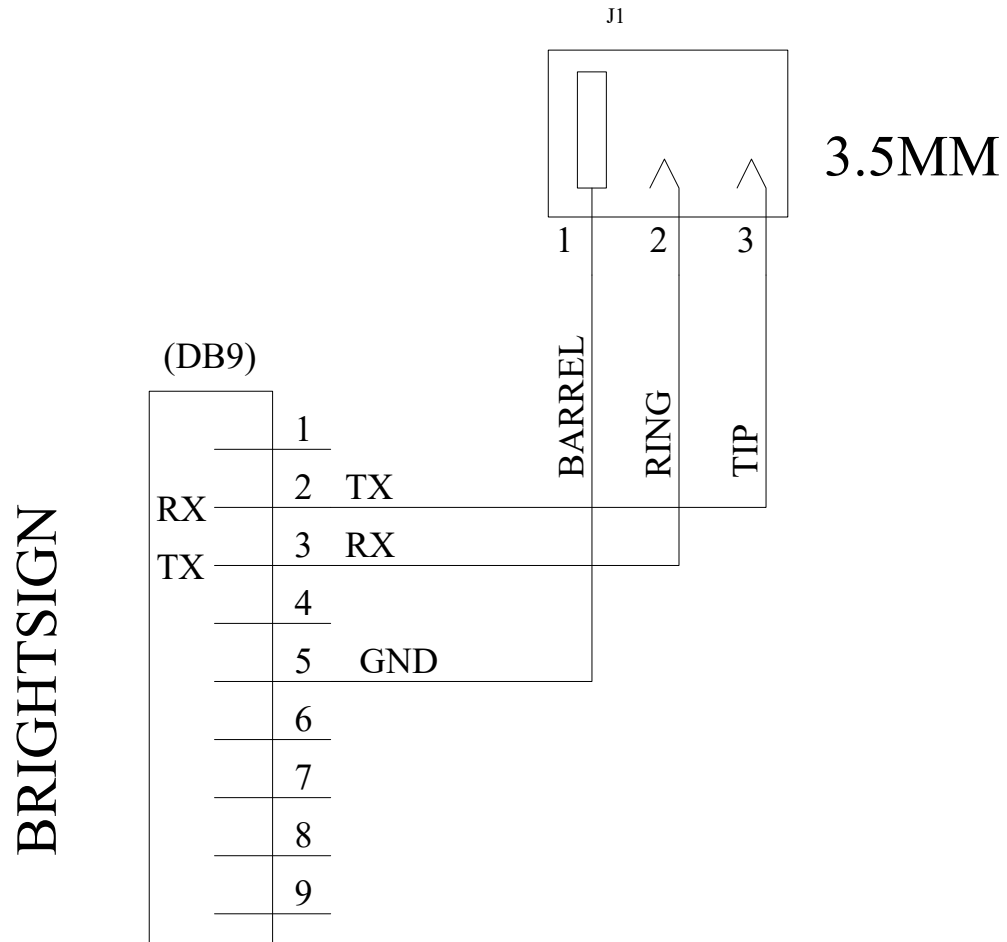 J1
3.5MM
1 2 3
BARREL
RING
TIP
(DB9)
1
RX 2 TX
TX 3 RX
4
5 GND
6
7
8
9
BRIGHTSIGN